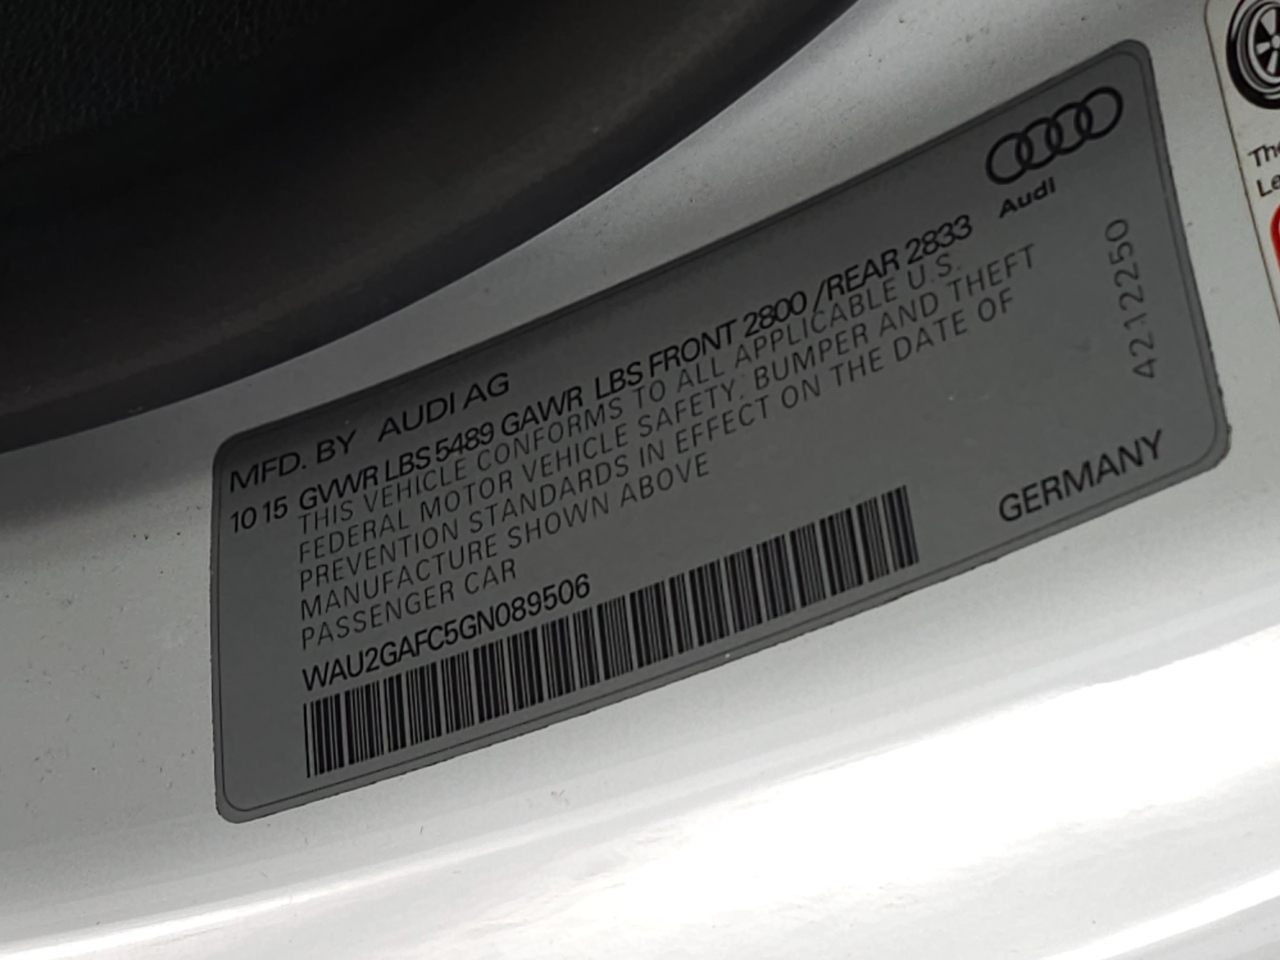 Audi
MFD. BY AUDI AG
10 15 GVWR LBS 5489 GAWR LBS FRONT 2800 /REAR 2833
THIS VEHICLE CONFORMS TO ALL APPLICABLE U.S.
FEDERAL MOTOR VEHICLE SAFETY, BUMPER AND THEFT
PREVENTION STANDARDS IN EFFECT ON THE DATE OF
MANUFACTURE SHOWN ABOVE
PASSENGER CAR
WAU2GAFC5GN089506
GERMANY
4212250
The
Le